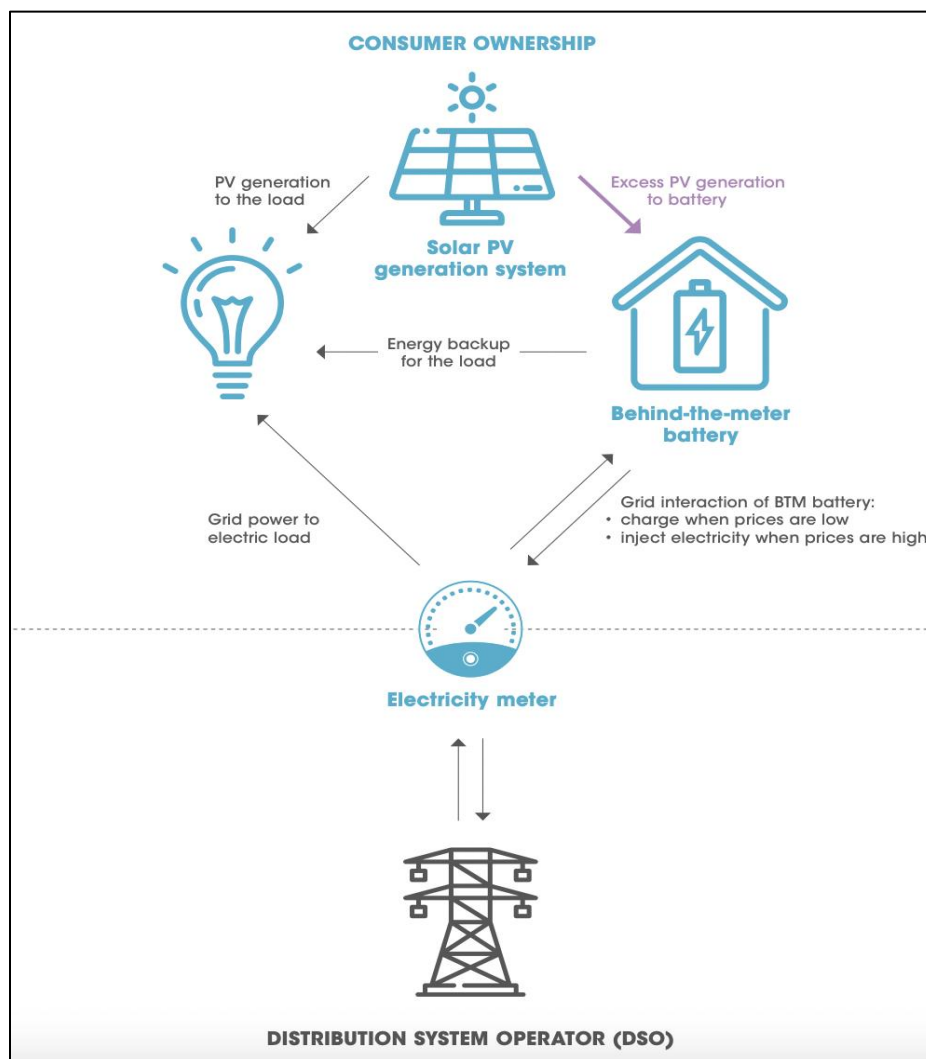 CONSUMER OWNERSHIP
PV generation
to the load
Excess PV generation
to battery
Solar PV
generation system
Energy backup
for the load
Behind-the-meter
battery
Grid power to
electric load
Grid interaction of BTM battery:
• charge when prices are low
• inject electricity when prices are high
Electricity meter
DISTRIBUTION SYSTEM OPERATOR (DSO)